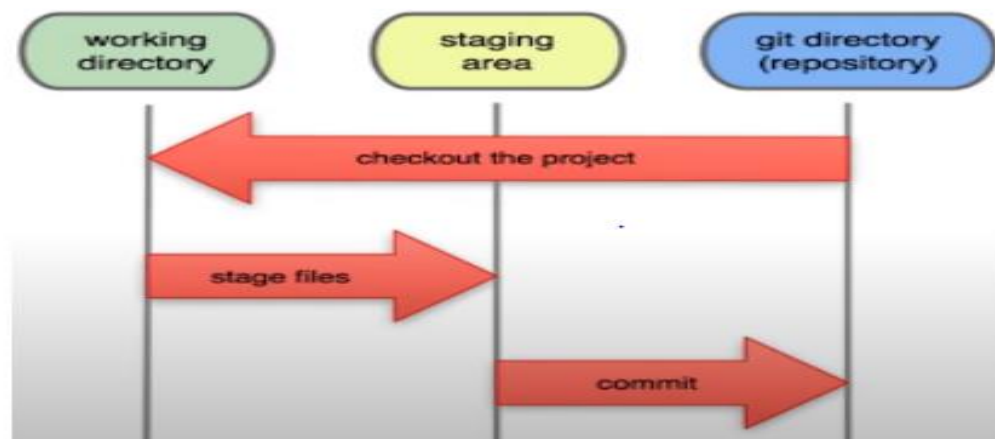 working
directory
staging
area
git directory
(repository)
checkout the project
stage files
commit